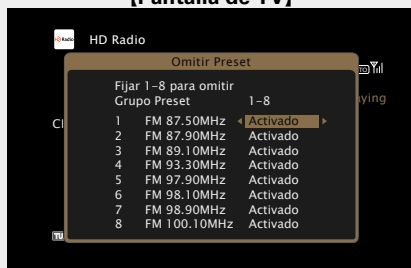 [Pantalla de TV]
HD Radio
Omitir Preset
Fijar 1-8 para omitir
Grupo Preset 1-8
1 FM 87.50MHz Activado
2 FM 87.90MHz Activado
3 FM 89.10MHz Activado
4 FM 93.30MHz Activado
5 FM 97.90MHz Activado
6 FM 98.10MHz Activado
7 FM 98.90MHz Activado
8 FM 100.10MHz Activado